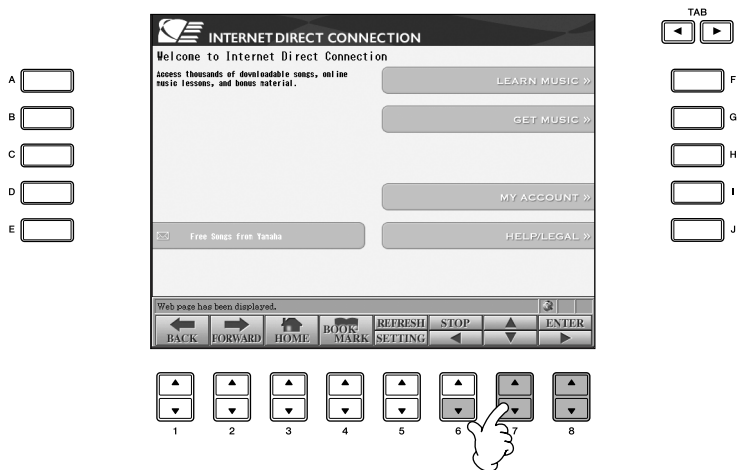 TAB
INTERNET DIRECT CONNECTION
Welcome to Internet Direct Connection
Access thousands of downloadable songs, online
music lessons, and bonus material.
LEARN MUSIC »
GET MUSIC »
MY ACCOUNT »
Free Songs from Yamaha
HELP/LEGAL »
A
B
C
D
E
F
G
H
I
J
Web page has been displayed.
BACK
FORWARD
HOME
BOOK
MARK
REFRESH
SETTING
STOP
ENTER
1 2 3 4 5 6 7 8